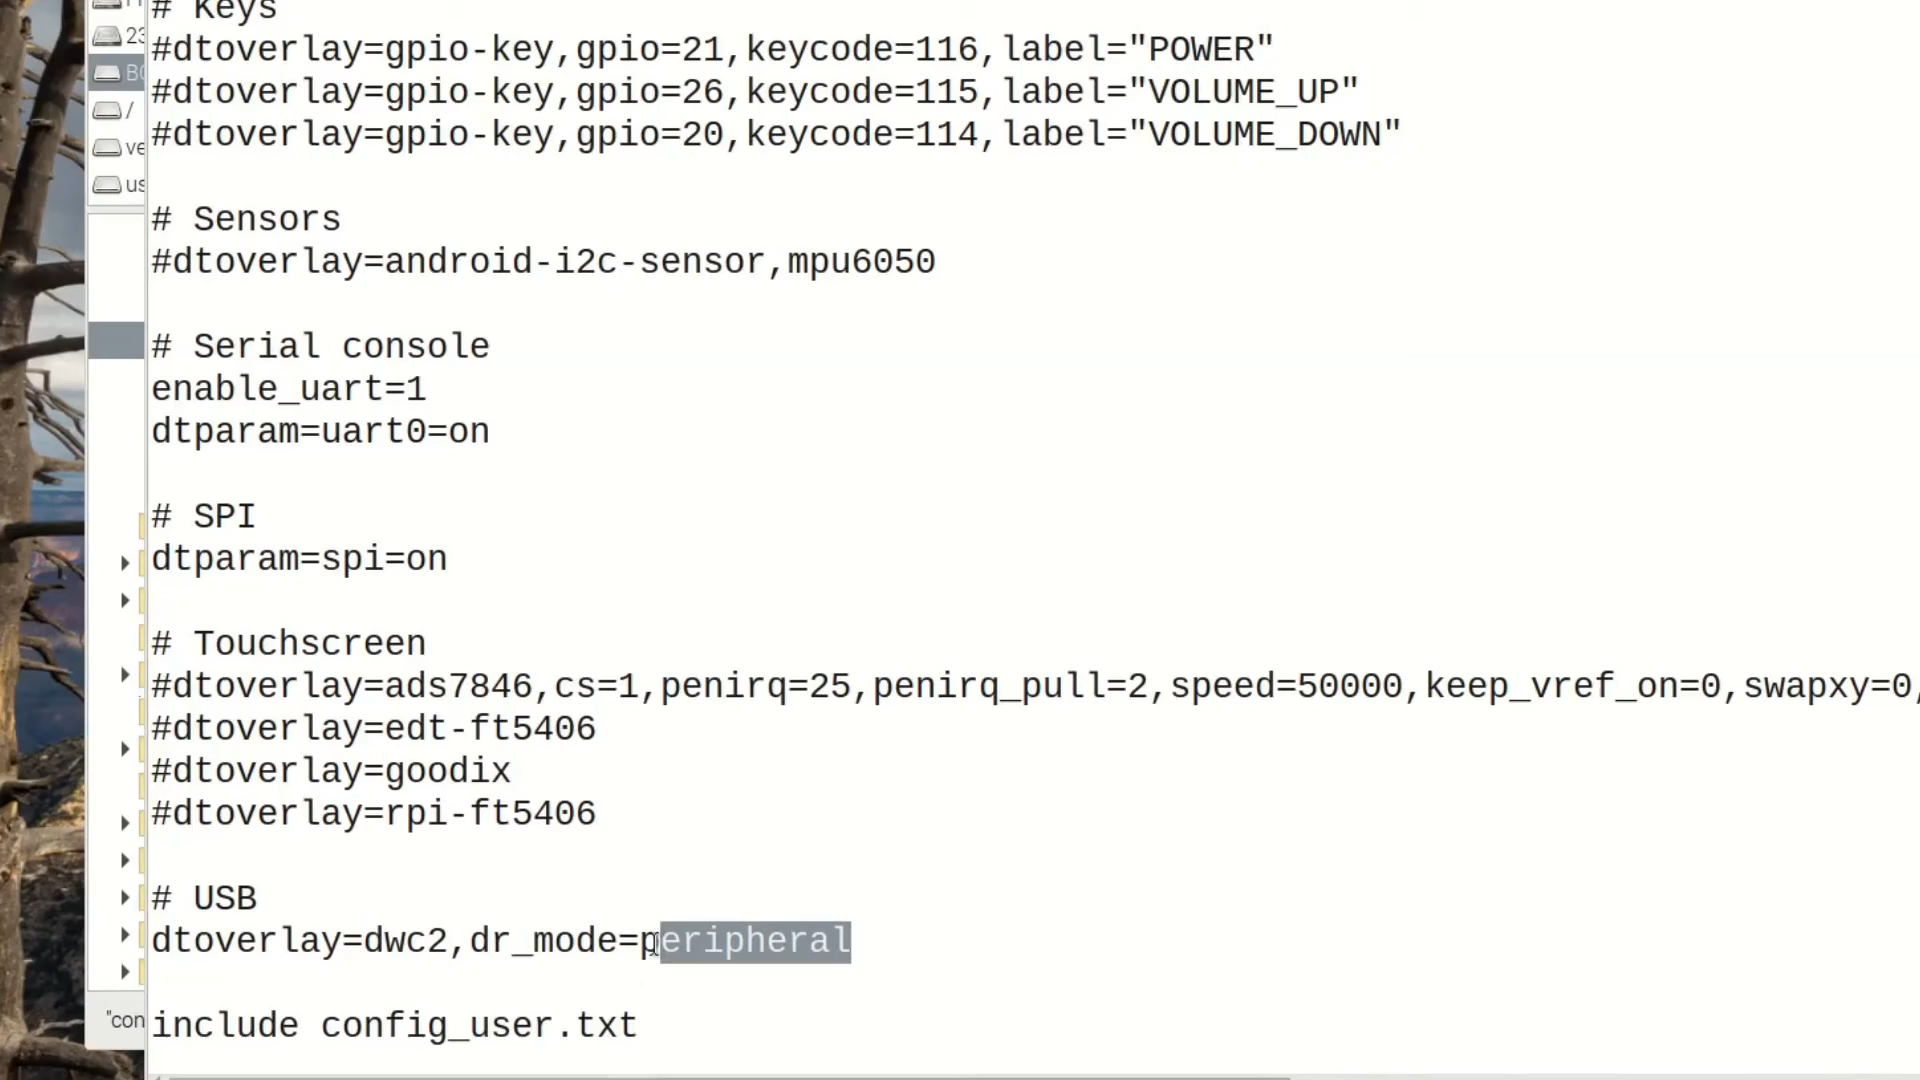 # Keys
23
#dtoverlay=gpio-key,gpio=21,keycode=116,label="POWER"
#dtoverlay=gpio-key,gpio=26,keycode=115,label="VOLUME_UP"
/
#dtoverlay=gpio-key,gpio=20,keycode=114,label="VOLUME_DOWN"
ve
us
# Sensors
#dtoverlay=android-i2c-sensor,mpu6050
# Serial console
enable_uart=1
dtparam=uart0=on
# SPI
dtparam=spi=on
# Touchscreen
#dtoverlay=ads7846,cs=1,penirq=25,penirq_pull=2,speed=50000,keep_vref_on=0,swapxy=0,
#dtoverlay=edt-ft5406
#dtoverlay=goodix
#dtoverlay=rpi-ft5406
# USB
dtoverlay=dwc2,dr_mode=peripheral
"con
include config_user.txt